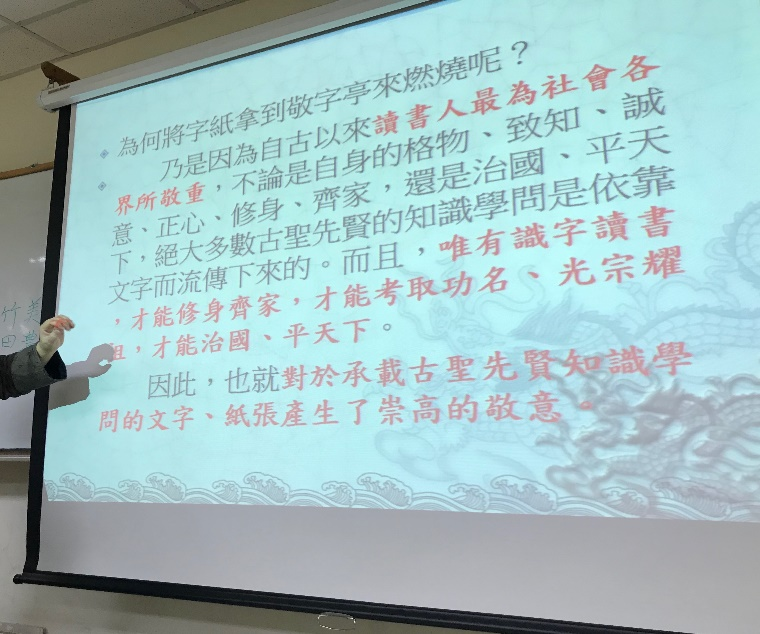 為何將字紙拿到敬字亭來燃燒呢？
乃是因為自古以來讀書人最為社會各
界所敬重，不論是自身的格物、致知、誠
意、正心、修身、齊家，還是治國、平天
下，絕大多數古聖先賢的知識學問是依靠
文字而流傳下來的。而且，唯有識字讀書
，才能修身齊家，才能考取功名、光宗耀
祖，才能治國、平天下。
因此，也就對於承載古聖先賢知識學
問的文字、紙張產生了崇高的敬意。
竹
田